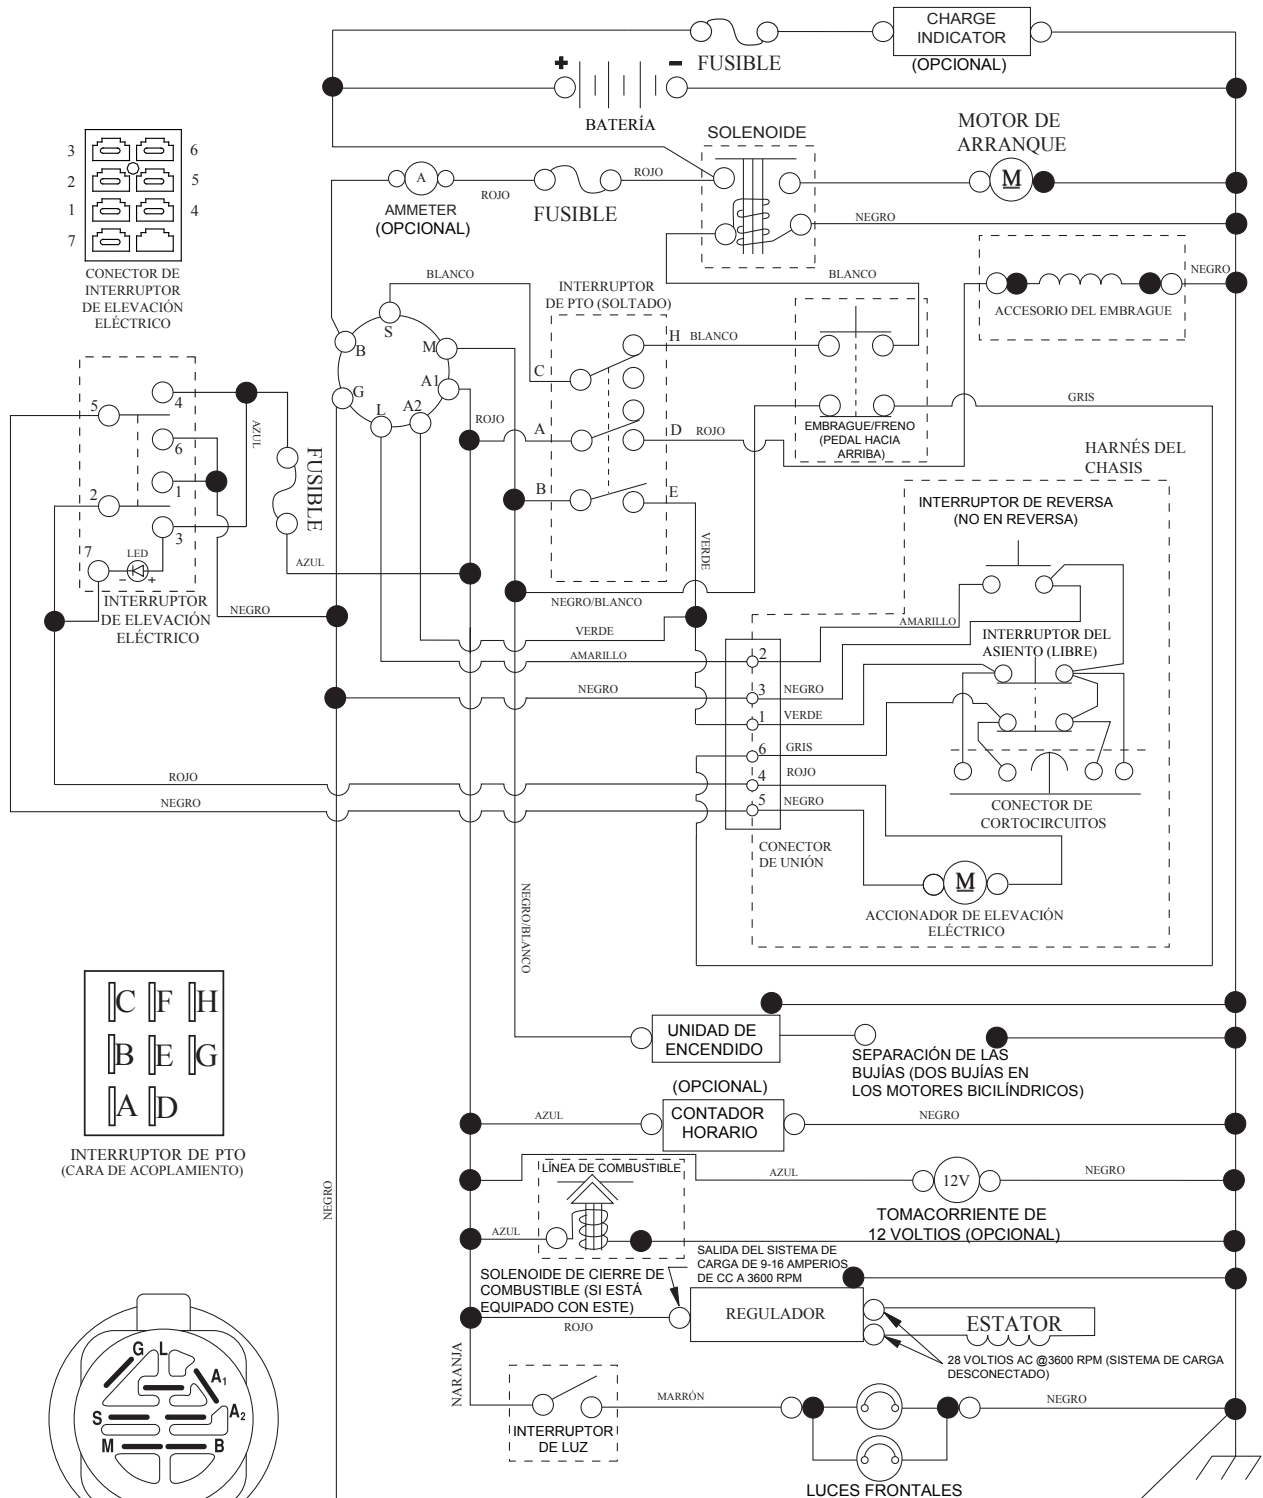 CHARGE
INDICATOR
(OPCIONAL)
FUSIBLE
+
-
BATERÍA
SOLENOIDE
MOTOR DE
ARRANQUE
M
3
6
2
5
1
4
7
CONECTOR DE
INTERRUPTOR
DE ELEVACIÓN
ELÉCTRICO
A
AMMETER
(OPCIONAL)
ROJO
FUSIBLE
ROJO
NEGRO
NEGRO
ACCESORIO DEL EMBRAGUE
BLANCO
INTERRUPTOR
DE PTO (SOLTADO)
BLANCO
S
B
M
G
A1
L
A2
C
H
BLANCO
ROJO
A
D
ROJO
B
E
VERDE
EMBRAGUE/FRENO
(PEDAL HACIA
ARRIBA)
GRIS
HARNÉS DEL
CHASIS
5
4
6
2
1
3
7
LED
-
+
AZUL
FUSIBLE
AZUL
INTERRUPTOR
DE ELEVACIÓN
ELÉCTRICO
NEGRO
NEGRO/BLANCO
VERDE
AMARILLO
NEGRO
INTERRUPTOR DE REVERSA
(NO EN REVERSA)
AMARILLO
INTERRUPTOR DEL
ASIENTO (LIBRE)
2
3
NEGRO
1
VERDE
6
GRIS
4
ROJO
5
NEGRO
ROJO
NEGRO
CONECTOR DE
CORTOCIRCUITOS
CONECTOR
DE UNIÓN
M
ACCIONADOR DE ELEVACIÓN
ELÉCTRICO
NEGRO/BLANCO
C F H
B E G
A D
INTERRUPTOR DE PTO
(CARA DE ACOPLAMIENTO)
NEGRO
UNIDAD DE
ENCENDIDO
SEPARACIÓN DE LAS
BUJÍAS (DOS BUJÍAS EN
LOS MOTORES BICILÍNDRICOS)
(OPCIONAL)
AZUL
CONTADOR
HORARIO
NEGRO
LÍNEA DE COMBUSTIBLE
AZUL
12V
NEGRO
TOMACORRIENTE DE
12 VOLTIOS (OPCIONAL)
AZUL
SALIDA DEL SISTEMA DE
CARGA DE 9-16 AMPERIOS
DE CC A 3600 RPM
SOLENOIDE DE CIERRE DE
COMBUSTIBLE (SI ESTÁ
EQUIPADO CON ESTE)
ROJO
REGULADOR
ESTATOR
28 VOLTIOS AC @3600 RPM (SISTEMA DE CARGA
DESCONECTADO)
NARANJA
INTERRUPTOR
DE LUZ
MARRÓN
NEGRO
LUCES FRONTALES
G
L
A1
S
A2
M
B